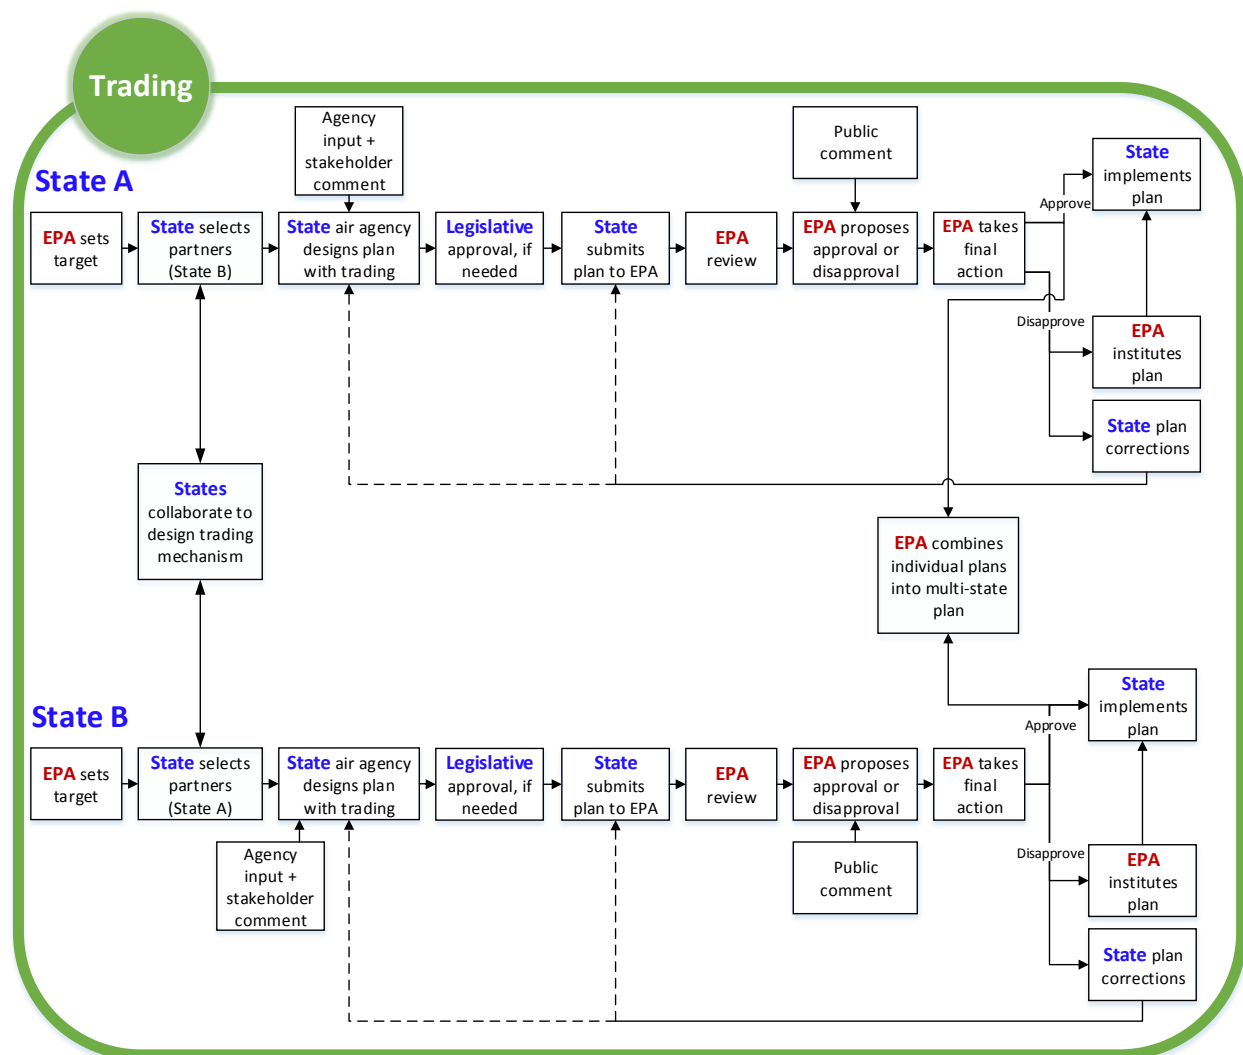 Trading
State A
Agency
input +
stakeholder
comment
Public
comment
EPA sets
target
State selects
partners
(State B)
State air agency
designs plan
with trading
Legislative
approval, if
needed
State
submits
plan to EPA
EPA
review
EPA proposes
approval or
disapproval
EPA takes
final
action
Approve
State
implements
plan
Disapprove
EPA
institutes
plan
State plan
corrections
States
collaborate to
design trading
mechanism
EPA combines
individual plans
into multi-state
plan
State B
EPA sets
target
State selects
partners
(State A)
State air agency
designs plan
with trading
Legislative
approval, if
needed
State
submits
plan to EPA
EPA
review
EPA proposes
approval or
disapproval
EPA takes
final
action
Approve
State
implements
plan
Disapprove
EPA
institutes
plan
State plan
corrections
Agency
input +
stakeholder
comment
Public
comment